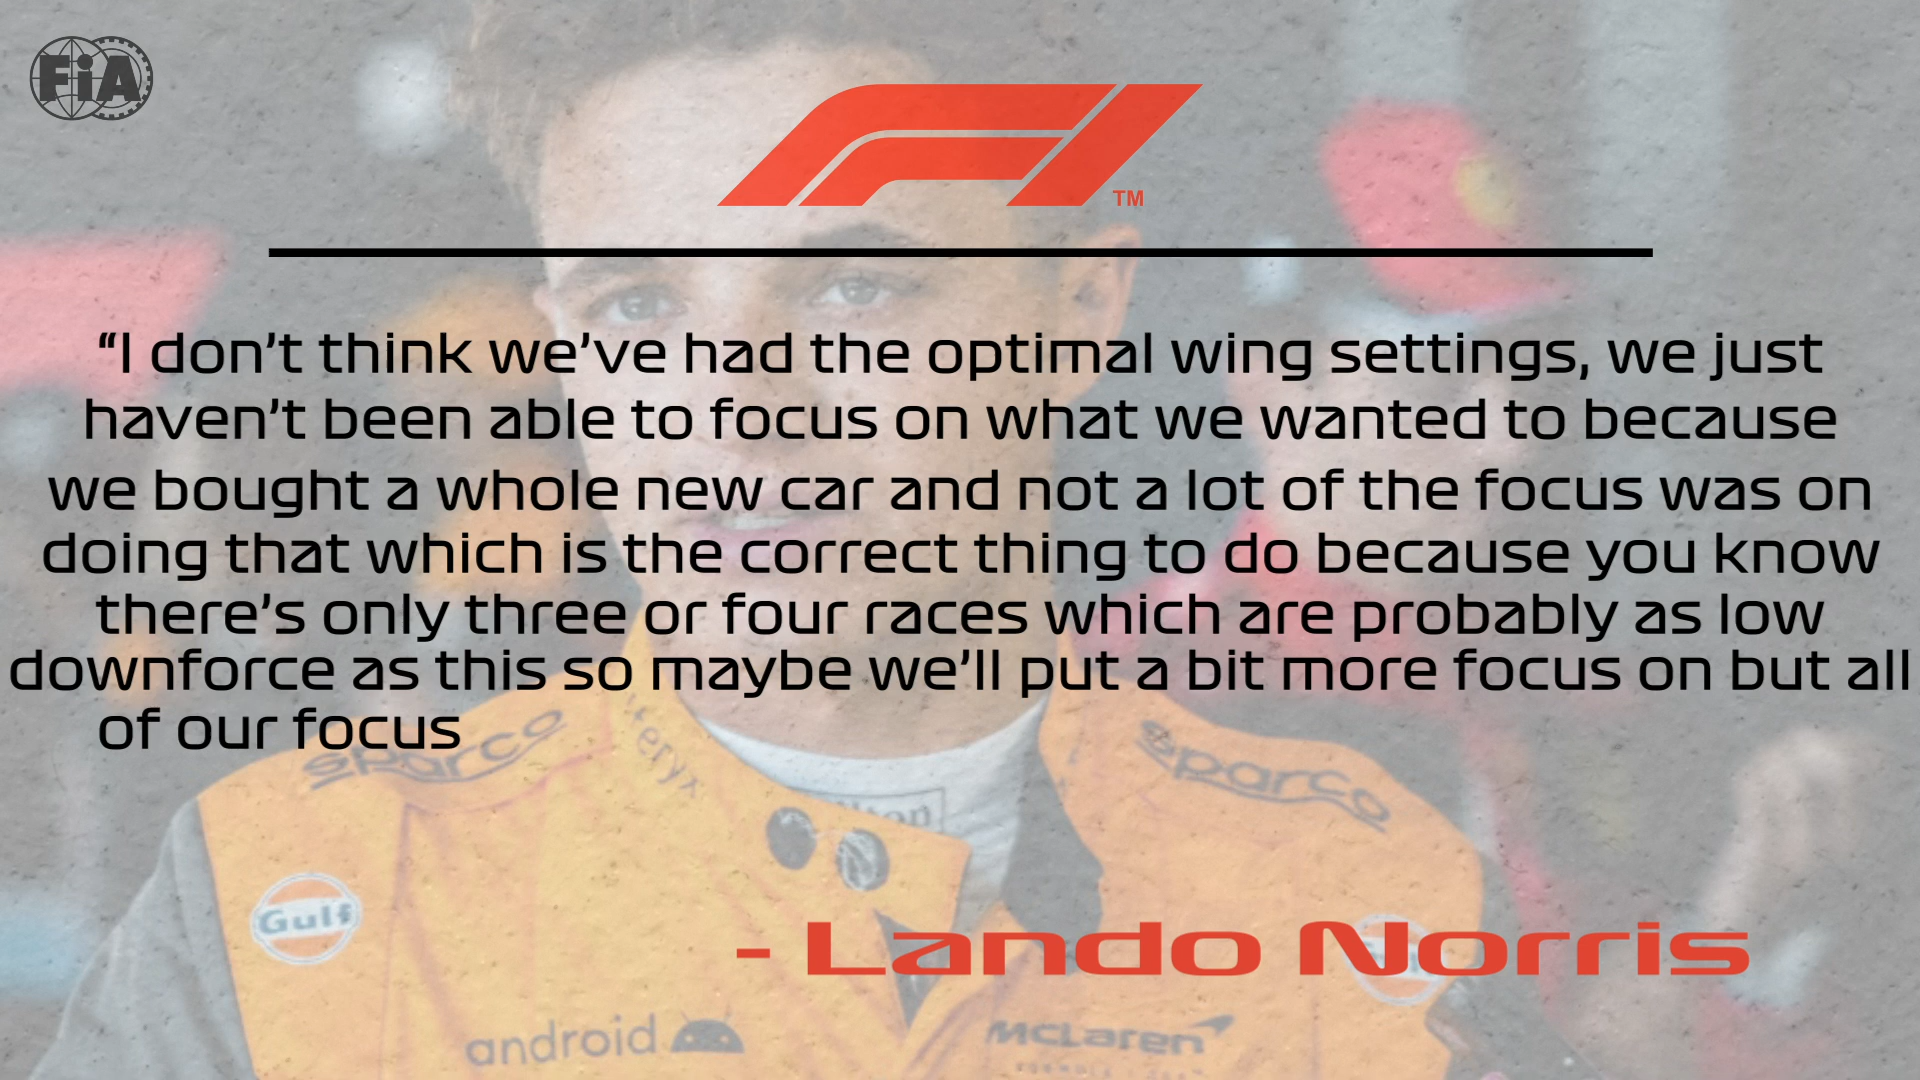 FiA
F1
TM
“I don’t think we’ve had the optimal wing settings, we just
haven’t been able to focus on what we wanted to because
we bought a whole new car and not a lot of the focus was on
doing that which is the correct thing to do because you know
there’s only three or four races which are probably as low
downforce as this so maybe we’ll put a bit more focus on but all
of our focus
sparco
sparco
Gulf
- Lando Norris
android
McLaren